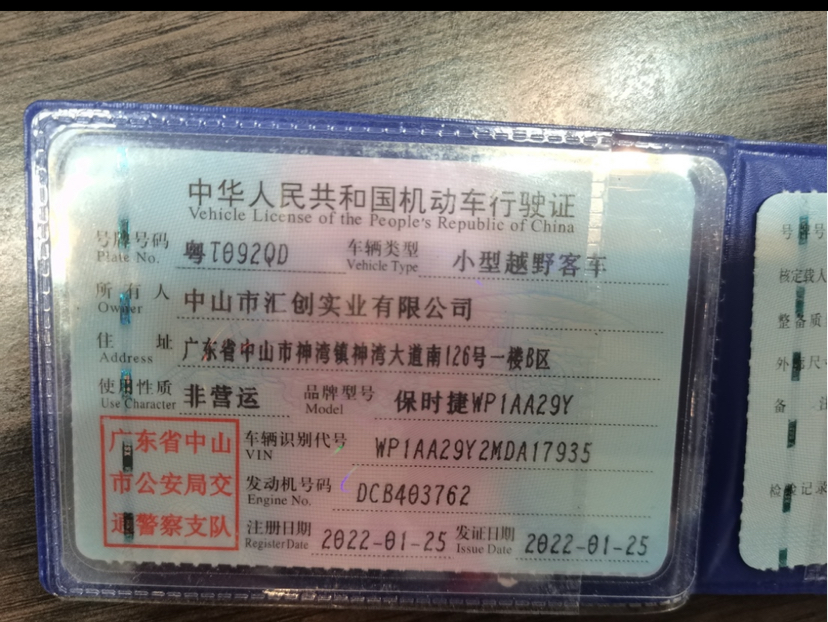 中华人民共和国机动车行驶证
Vehicle License of the People's Republic of China
号牌号码 粤T092QD 车辆类型 小型越野客车
Plate No. Vehicle Type
所有人 中山市汇创实业有限公司
Owner
住址 广东省中山市神湾镇神湾大道南126号一楼B区
Address
使用性质 非营运 品牌型号 保时捷WP1AA29Y
Use Character Model
广东省中山
市公安局交
通警察支队
车辆识别代号 WP1AA29Y2MDA17935
VIN
发动机号码 DCB403762
Engine No.
注册日期 2022-01-25 发证日期 2022-01-25
Register Date Issue Date
号牌号
核定载人
整备质
外廓尺
备 注
检验记录